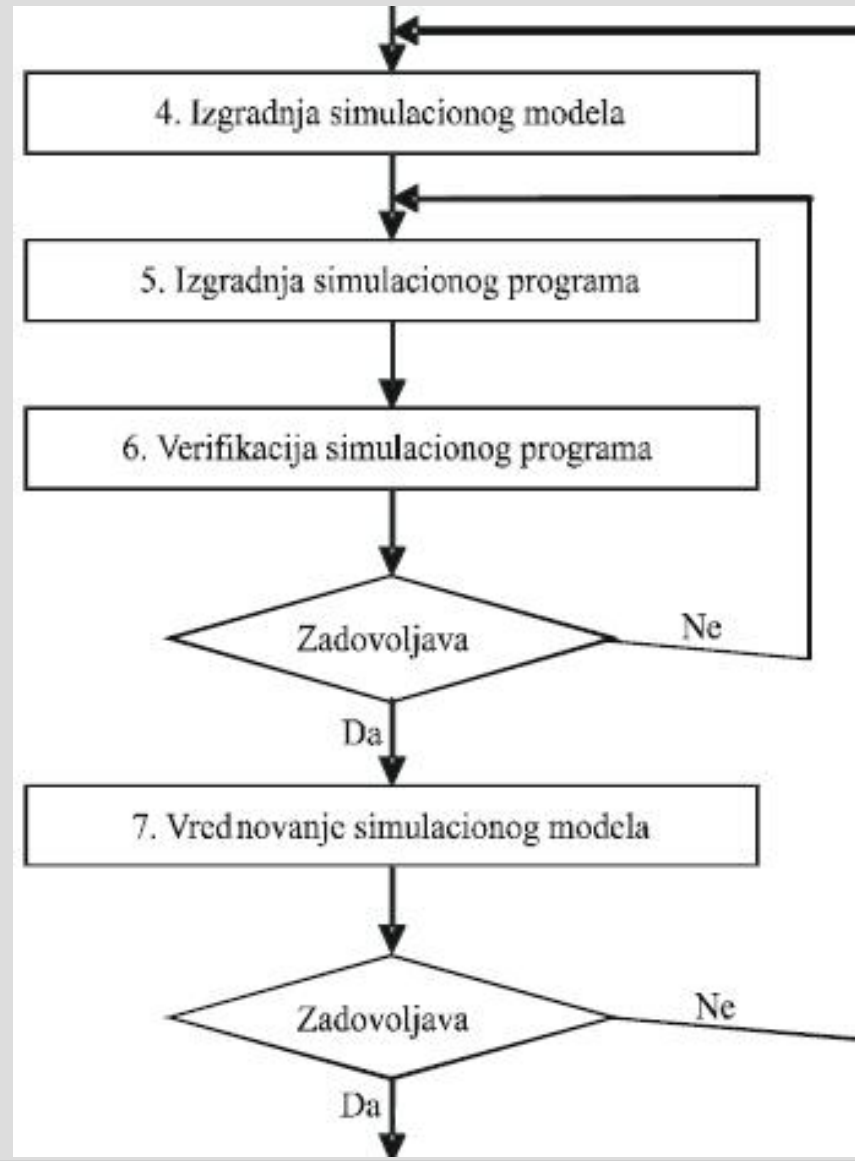 4. Izgradnja simulacionog modela
5. Izgradnja simulacionog programa
6. Verifikacija simulacionog programa
Zadovoljava
Ne
Da
7. Vrednovanje simulacionog modela
Zadovoljava
Ne
Da